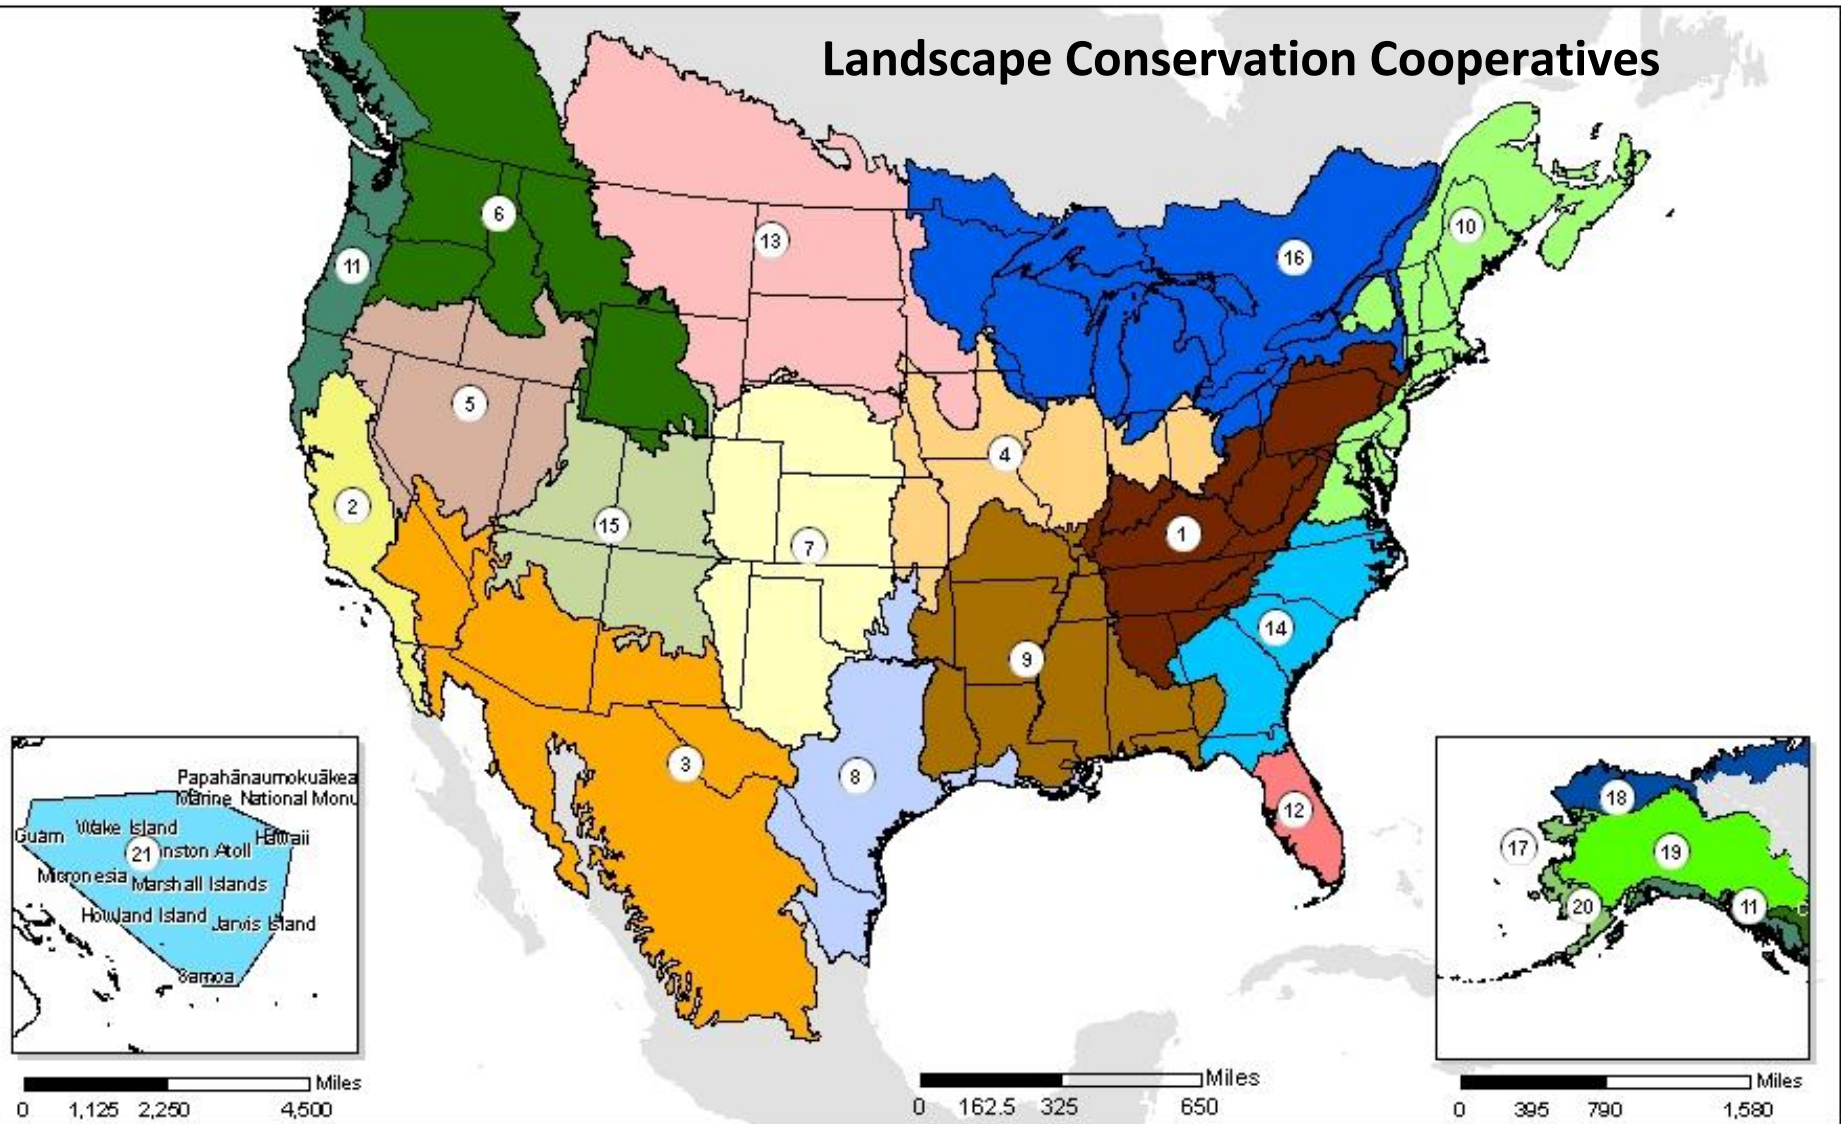 Landscape Conservation Cooperatives
6
13
10
11
16
5
4
2
15
7
1
14
9
3
8
12
Papahānaumokuākea
Marine National Monu
Guam
Wake Island
Hawaii
21
nston Atoll
Micronesia
Marshall Islands
Howland Island
Jarvis Island
Samoa
18
17
19
20
11
C
Miles
0 1,125 2,250 4,500
Miles
0 162.5 325 650
Miles
0 395 790 1,580